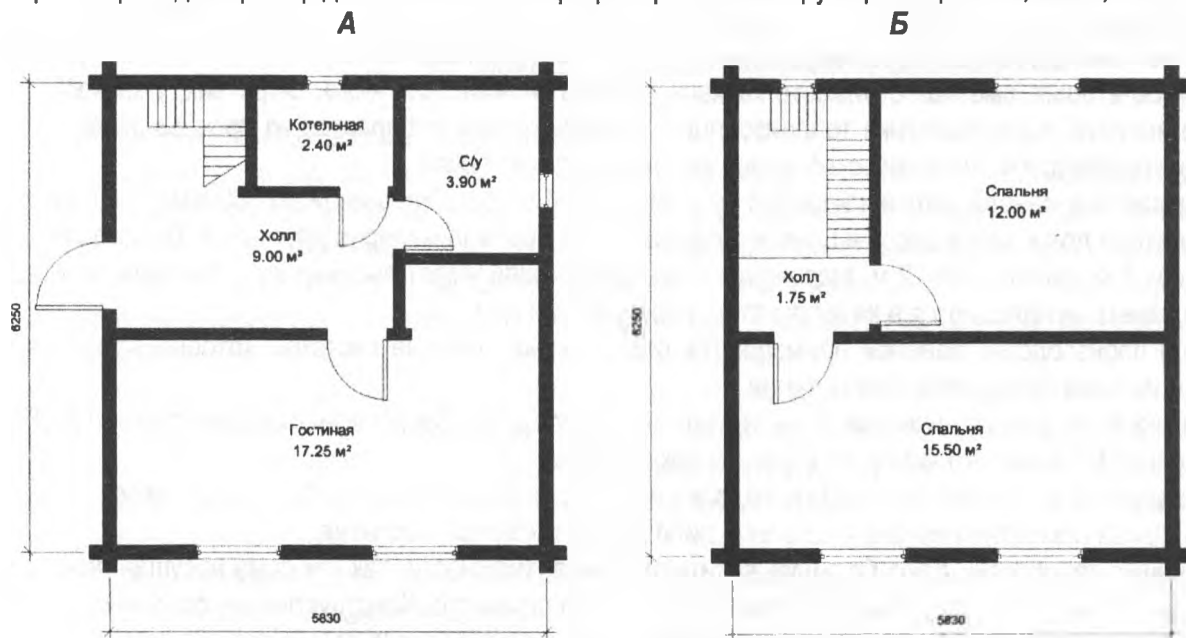 А
Б
Котельная
2.40 м²
С/у
3.90 м²
Холл
9.00 м²
Гостиная
17.25 м²
6250
5830
Спальня
12.00 м²
Холл
1.75 м²
Спальня
15.50 м²
6250
5830